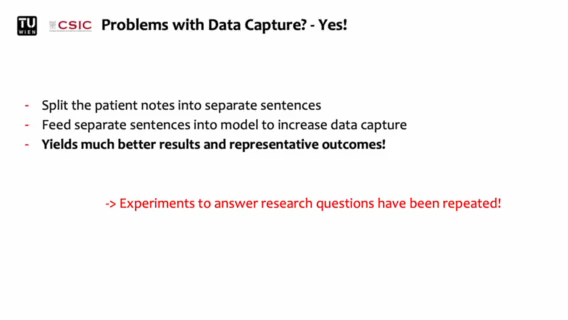 TU
WIEN
CSIC
Problems with Data Capture? - Yes!
- Split the patient notes into separate sentences
- Feed separate sentences into model to increase data capture
- Yields much better results and representative outcomes!
-> Experiments to answer research questions have been repeated!